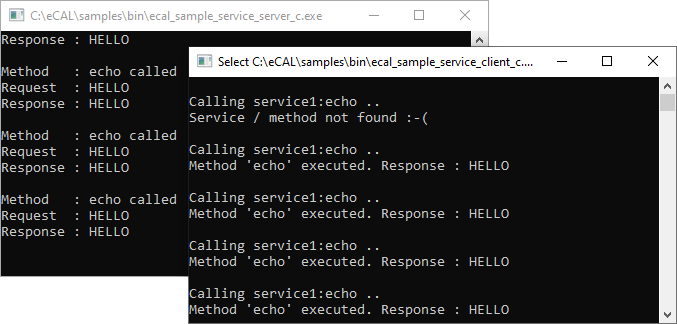 C:\eCAL\samples\bin\ecal_sample_service_server_c.exe
Response : HELLO
Method   : echo called
Request  : HELLO
Response : HELLO
Method   : echo called
Request  : HELLO
Response : HELLO
Method   : echo called
Request  : HELLO
Response : HELLO
Select C:\eCAL\samples\bin\ecal_sample_service_client_c....
Calling service1:echo ..
Service / method not found :-(
Calling service1:echo ..
Method 'echo' executed. Response : HELLO
Calling service1:echo ..
Method 'echo' executed. Response : HELLO
Calling service1:echo ..
Method 'echo' executed. Response : HELLO
Calling service1:echo ..
Method 'echo' executed. Response : HELLO